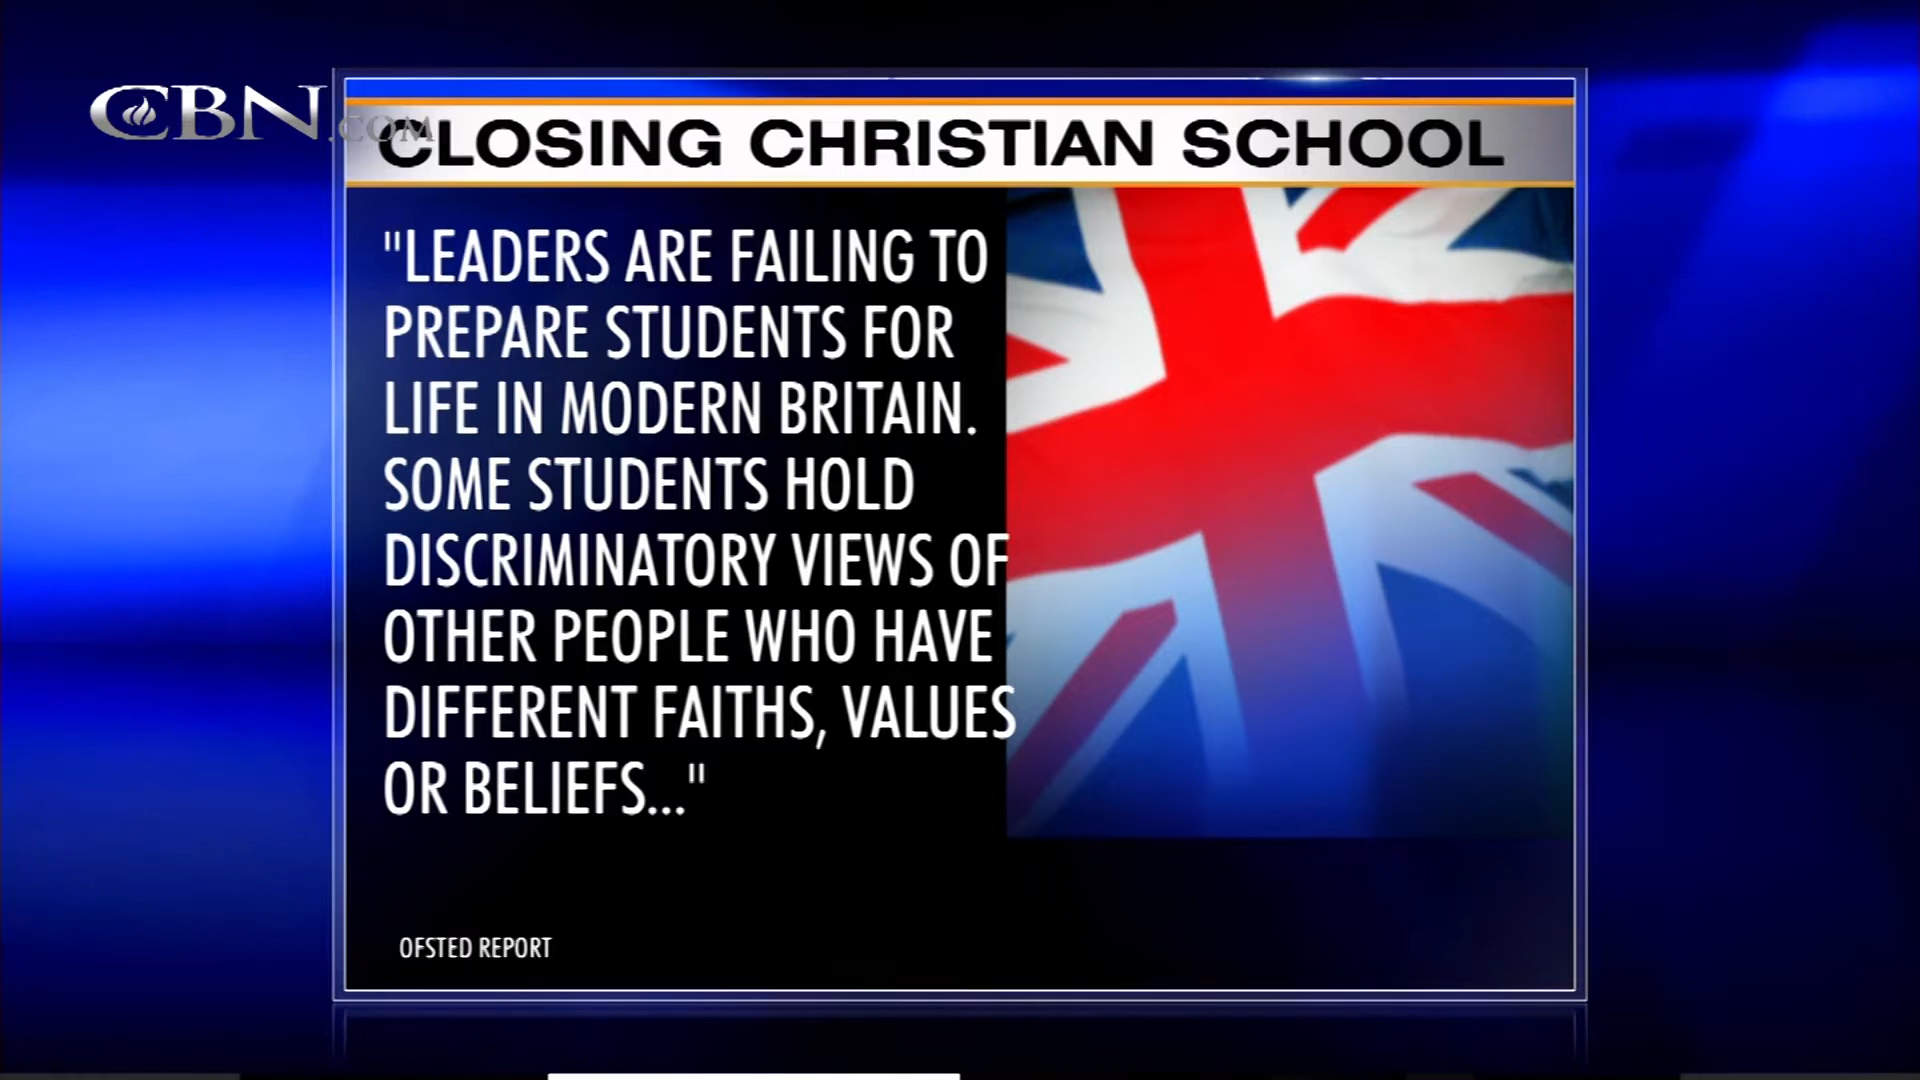 CBN.COM
CLOSING CHRISTIAN SCHOOL
"LEADERS ARE FAILING TO
PREPARE STUDENTS FOR
LIFE IN MODERN BRITAIN.
SOME STUDENTS HOLD
DISCRIMINATORY VIEWS OF
OTHER PEOPLE WHO HAVE
DIFFERENT FAITHS, VALUES
OR BELIEFS..."
OFSTED REPORT